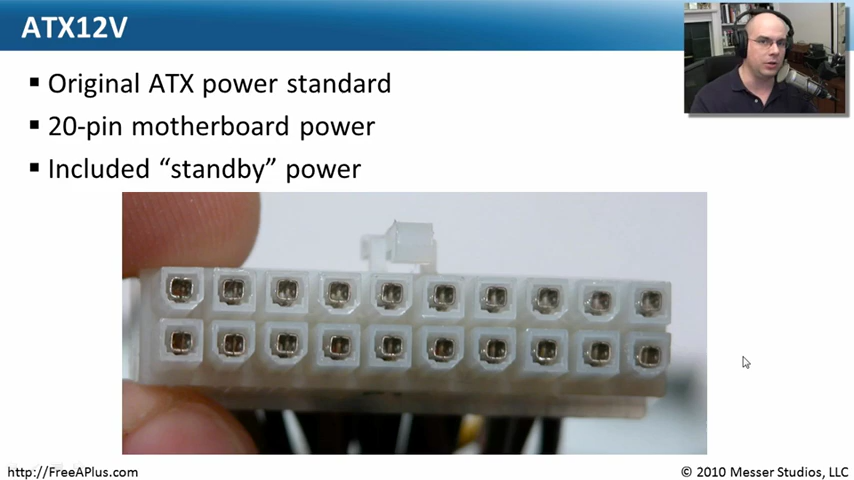 ATX12V
▪ Original ATX power standard
▪ 20-pin motherboard power
▪ Included “standby” power
http://FreeAPlus.com
© 2010 Messer Studios, LLC